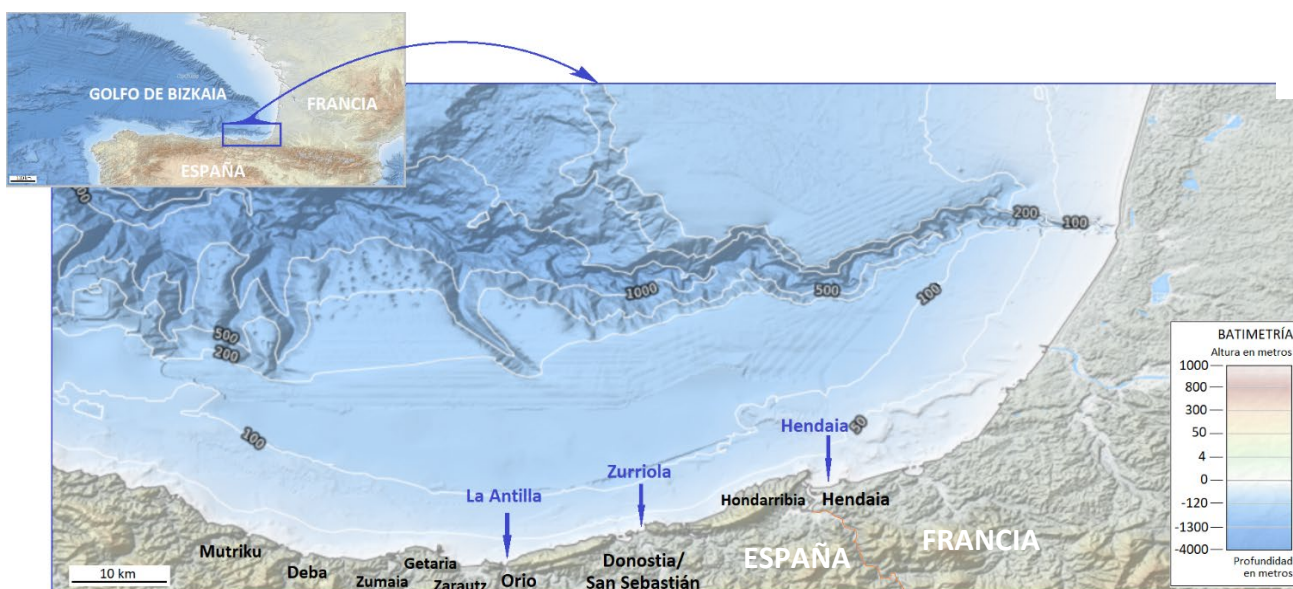 GOLFO DE BIZKAIA
FRANCIA
ESPAÑA
200
100
1000
500
100
500
200
100
50
Hendaia
Zurriola
La Antilla
Hondarribia
Hendaia
Mutriku
Deba
Getaria
Zumaia
Zarautz
Orio
Donostia/
San Sebastián
ESPAÑA
FRANCIA
10 km
BATIMETRÍA
Altura en metros
1000
800
300
50
4
0
-120
-1300
-4000
Profundidad
en metros